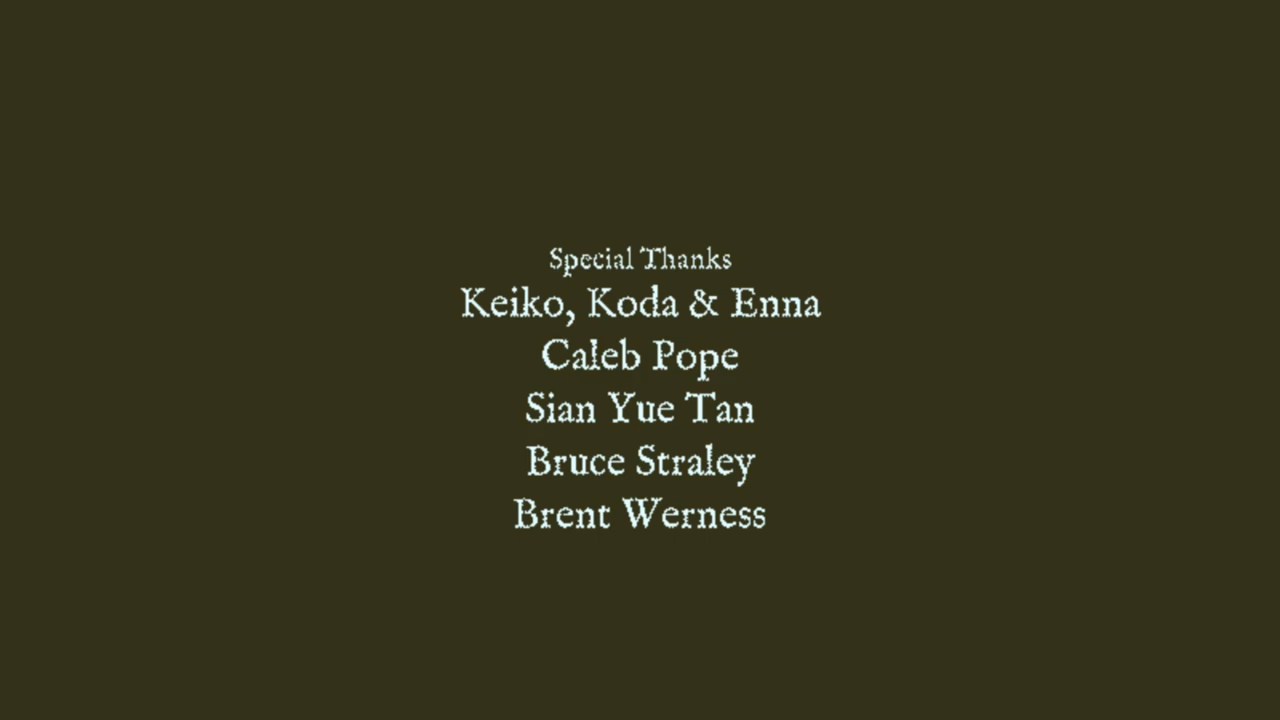 Special Thanks
Keiko, Koda & Enna
Caleb Pope
Sian Yue Tan
Bruce Straley
Brent Werness